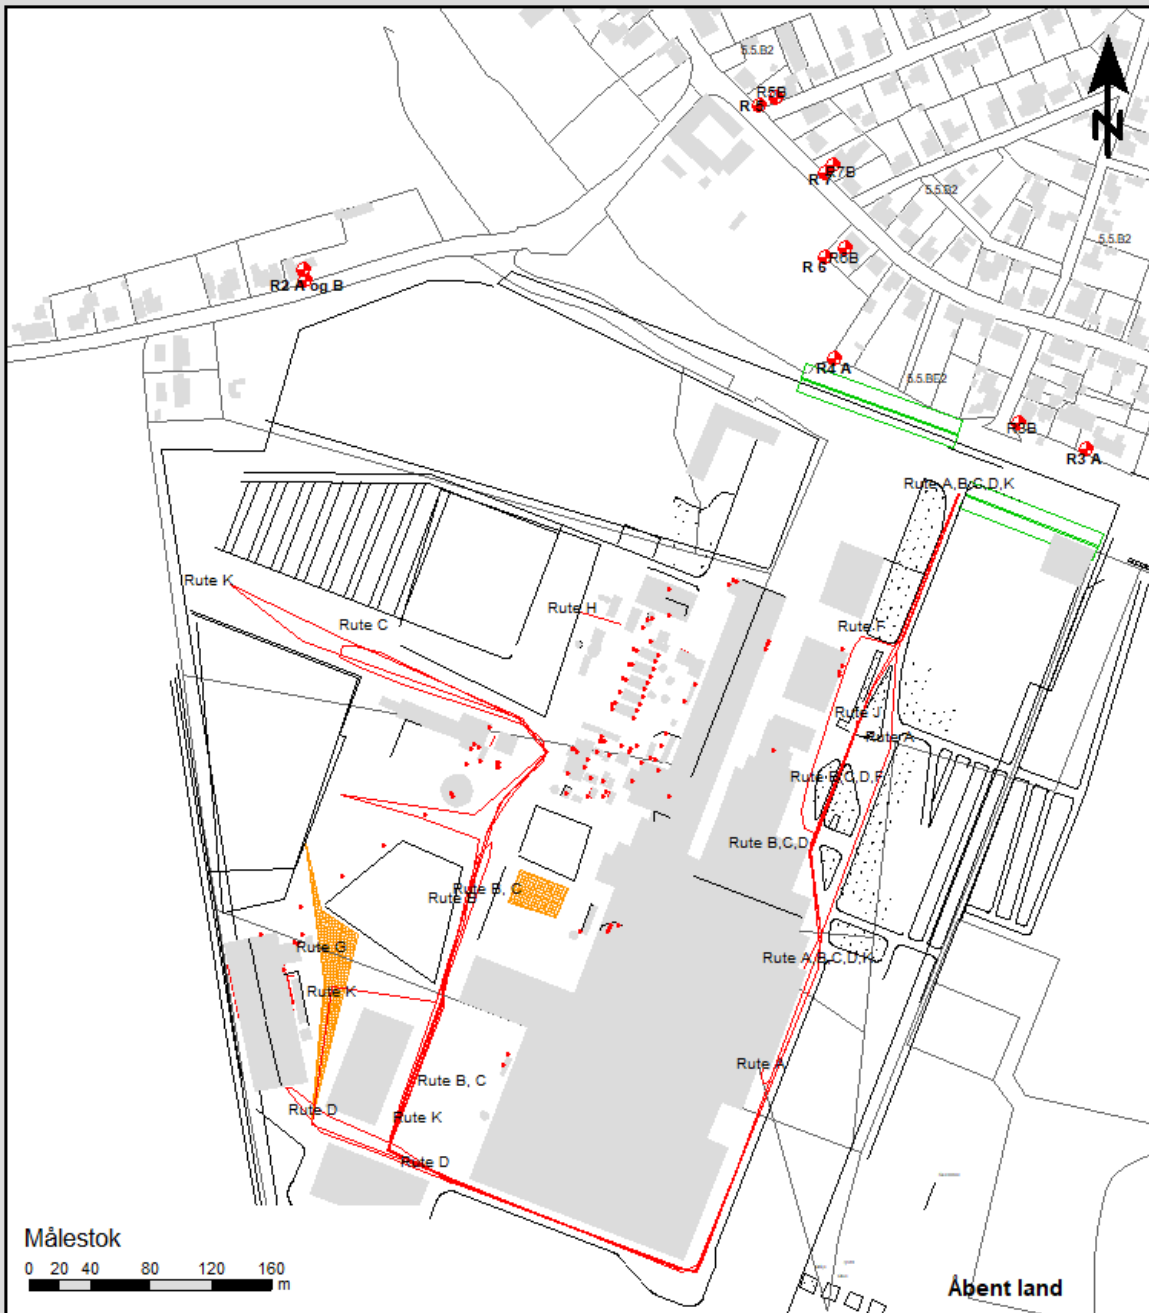 5.5.B2
R5B
R 5
N
R7B
R 7
5.5.B2
5.5.B2
R6B
R 6
R2 A og B
R4 A
5.5.BE2
R3B
R3 A
Rute A,B,C,D,K
Rute K
Rute H
Rute C
Rute F
Rute J
Rute A
Rute B,C,D,F
Rute B,C,D
Rute B, C
Rute B
Rute G
Rute A,B,C,D,K
Rute K
Rute A
Rute B, C
Rute D
Rute K
Rute D
Målestok
0 20 40 80 120 160
m
Åbent land